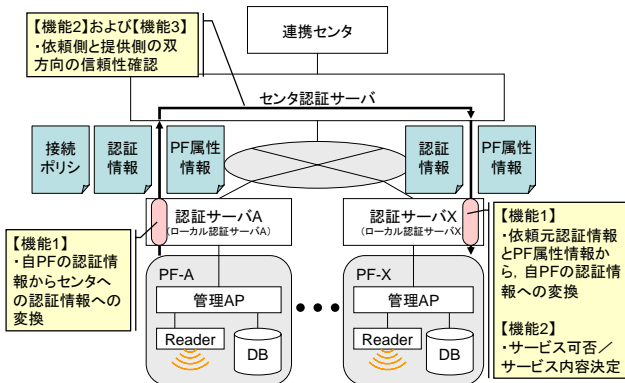 連携センタ
【機能2】および【機能3】
・依頼側と提供側の双
方向の信頼性確認
センタ認証サーバ
接続
ポリシ
認証
情報
PF属性
情報
認証
情報
PF属性
情報
認証サーバA
(ローカル認証サーバA)
認証サーバX
(ローカル認証サーバX
【機能1】
・自PFの認証情
報からセンタへ
の認証情報への
変換
PF-A
管理AP
Reader
DB
PF-X
管理AP
Reader
DB
【機能1】
・依頼元認証情報
とPF属性情報か
ら, 自PFの認証情
報への変換
【機能2】
・サービス可否／
サービス内容決定